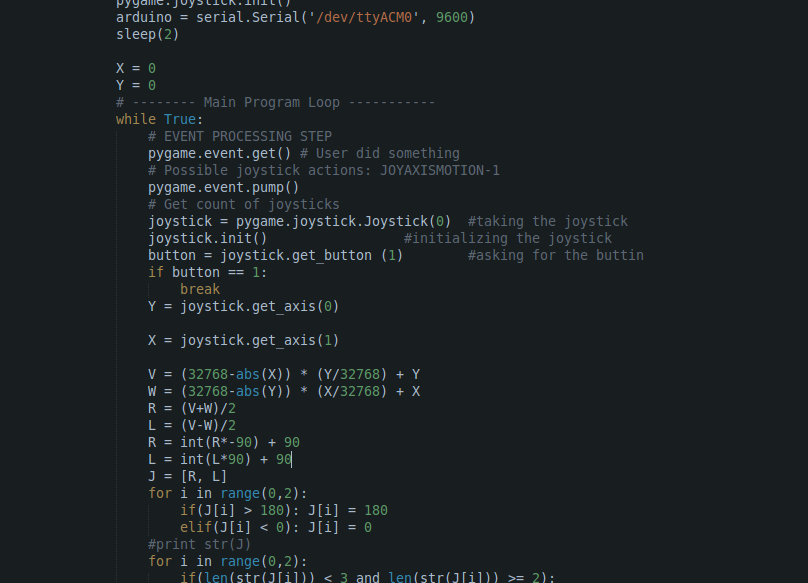 pygame.joystick.init()
arduino = serial.Serial('/dev/ttyACM0', 9600)
sleep(2)
X = 0
Y = 0
# -------- Main Program Loop -----------
while True:
# EVENT PROCESSING STEP
pygame.event.get() # User did something
# Possible joystick actions: JOYAXISMOTION-1
pygame.event.pump()
# Get count of joysticks
joystick = pygame.joystick.Joystick(0)  #taking the joystick
joystick.init()                 #initializing the joystick
button = joystick.get_button (1)        #asking for the buttin
if button == 1:
break
Y = joystick.get_axis(0)
X = joystick.get_axis(1)
V = (32768-abs(X)) * (Y/32768) + Y
W = (32768-abs(Y)) * (X/32768) + X
R = (V+W)/2
L = (V-W)/2
R = int(R*-90) + 90
L = int(L*90) + 90
J = [R, L]
for i in range(0,2):
if(J[i] > 180): J[i] = 180
elif(J[i] < 0): J[i] = 0
#print str(J)
for i in range(0,2):
if(len(str(J[i])) < 3 and len(str(J[i])) >= 2):